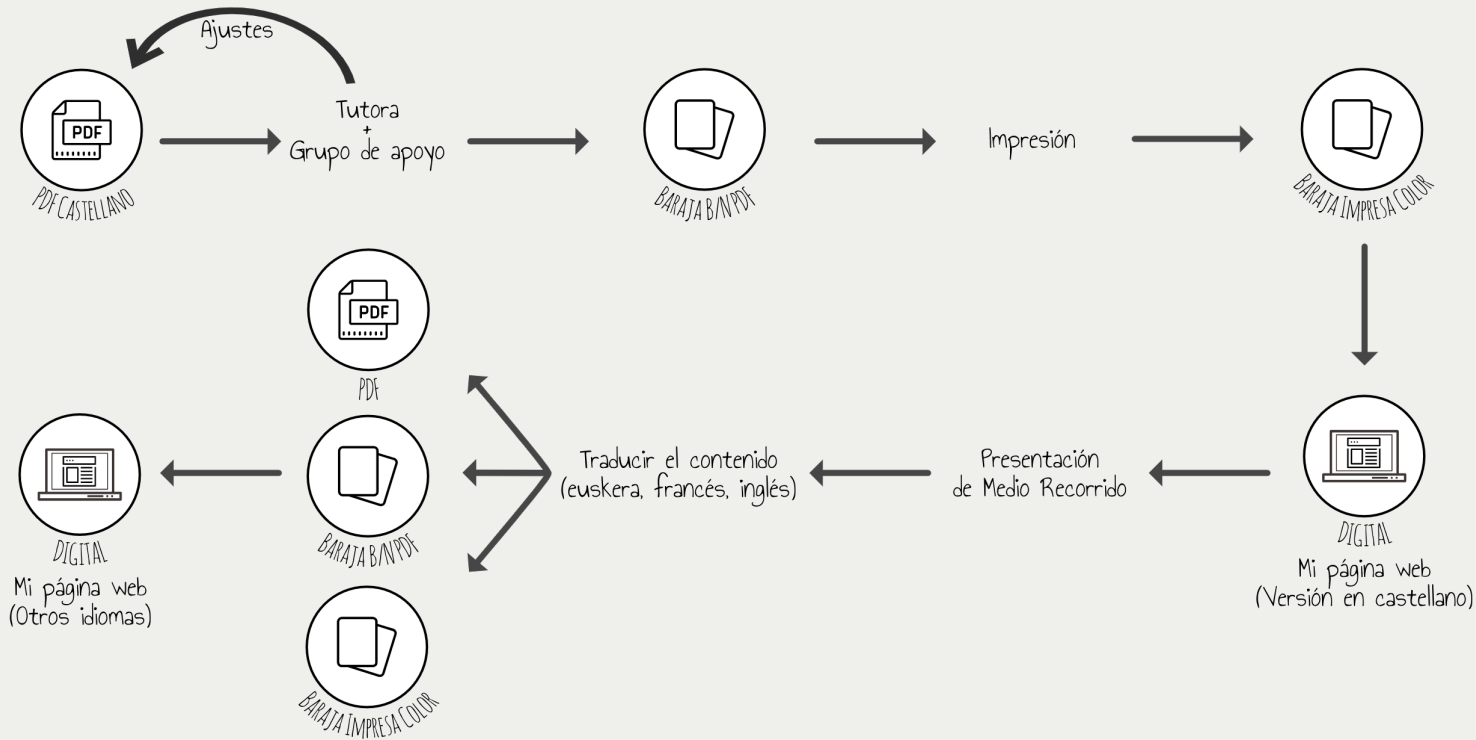 Ajustes
PDF
PDF CASTELLANO
Tutora
+
Grupo de apoyo
BARAJA B/N PDF
Impresión
BARAJA IMPRESA COLOR
PDF
PDF
BARAJA B/N PDF
BARAJA IMPRESA COLOR
DIGITAL
Mi página web
(Otros idiomas)
Traducir el contenido
(euskera, francés, inglés)
Presentación
de Medio Recorrido
DIGITAL
Mi página web
(Versión en castellano)